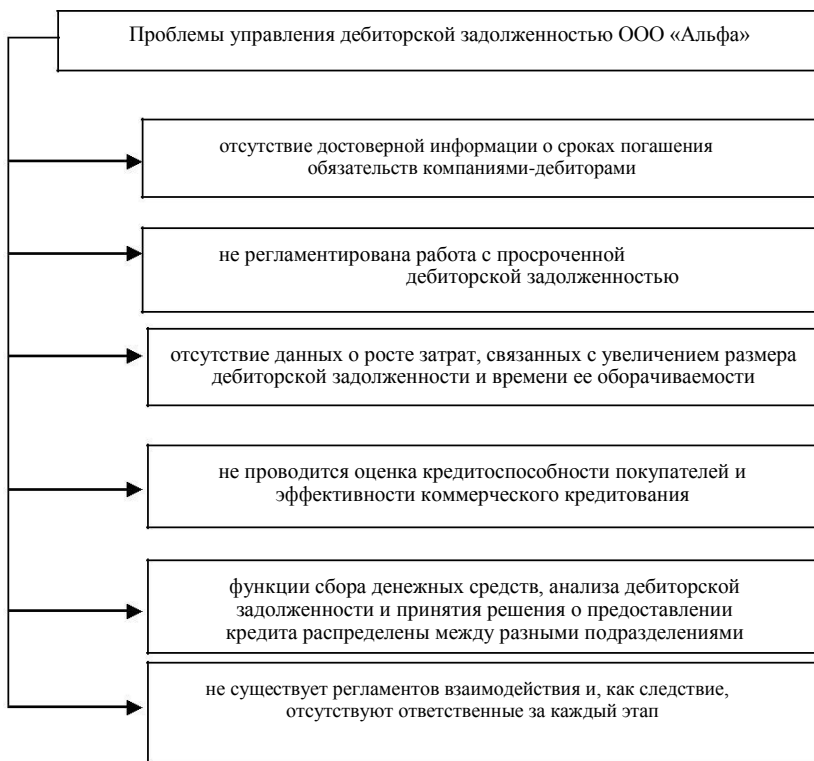 Проблемы управления дебиторской задолженностью ООО «Альфа»
отсутствие достоверной информации о сроках погашения
обязательств компаниями-дебиторами
не регламентирована работа с просроченной
дебиторской задолженностью
отсутствие данных о росте затрат, связанных с увеличением размера
дебиторской задолженности и времени ее оборачиваемости
не проводится оценка кредитоспособности покупателей и
эффективности коммерческого кредитования
функции сбора денежных средств, анализа дебиторской
задолженности и принятия решения о предоставлении
кредита распределены между разными подразделениями
не существует регламентов взаимодействия и, как следствие,
отсутствуют ответственные за каждый этап